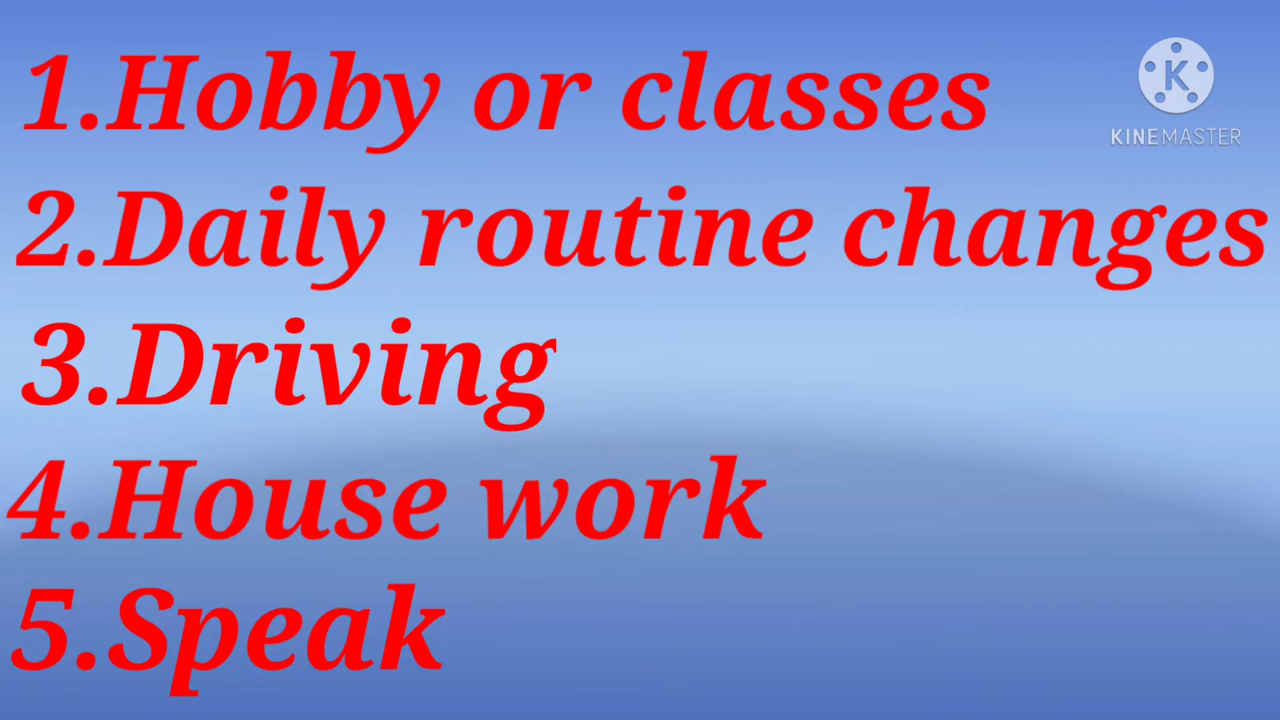 1.Hobby or classes
KINEMASTER
2.Daily routine changes
3.Driving
4.House work
5.Speak